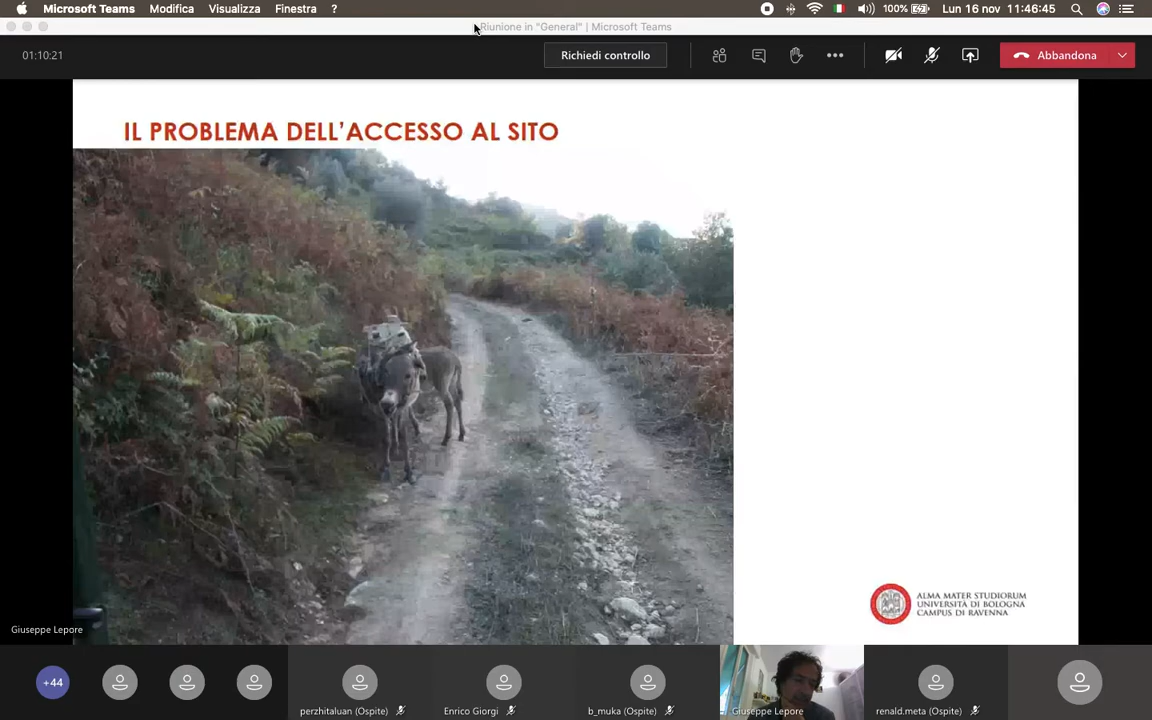 Microsoft Teams Modifica Visualizza Finestra ? 100% Lun 16 nov 11:46:45
Riunione in "General" | Microsoft Teams
01:10:21 Richiedi controllo Abbandona
IL PROBLEMA DELL'ACCESSO AL SITO
ALMA MATER STUDIORUM
UNIVERSITÀ DI BOLOGNA
CAMPUS DI RAVENNA
Giuseppe Lepore
+44
perzhitaluan (Ospite) Enrico Giorgi b_muka (Ospite) Giuseppe Lepore renald.meta (Ospite)